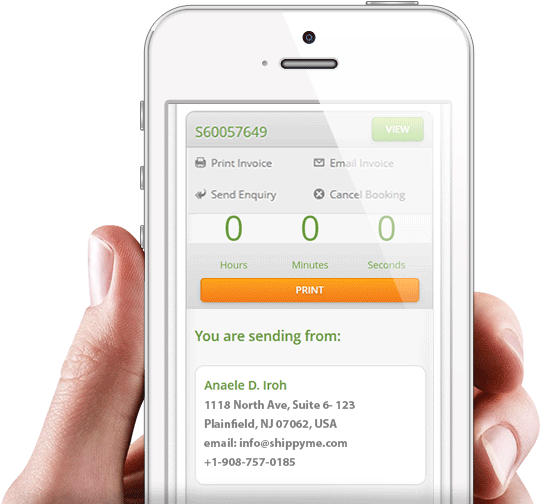 S60057649 VIEW
Print Invoice Email Invoice
Send Enquiry Cancel Booking
0 0 0
Hours Minutes Seconds
PRINT
You are sending from:
Anaele D. Iroh
1118 North Ave, Suite 6- 123
Plainfield, NJ 07062, USA
email: info@shippyme.com
+1-908-757-0185